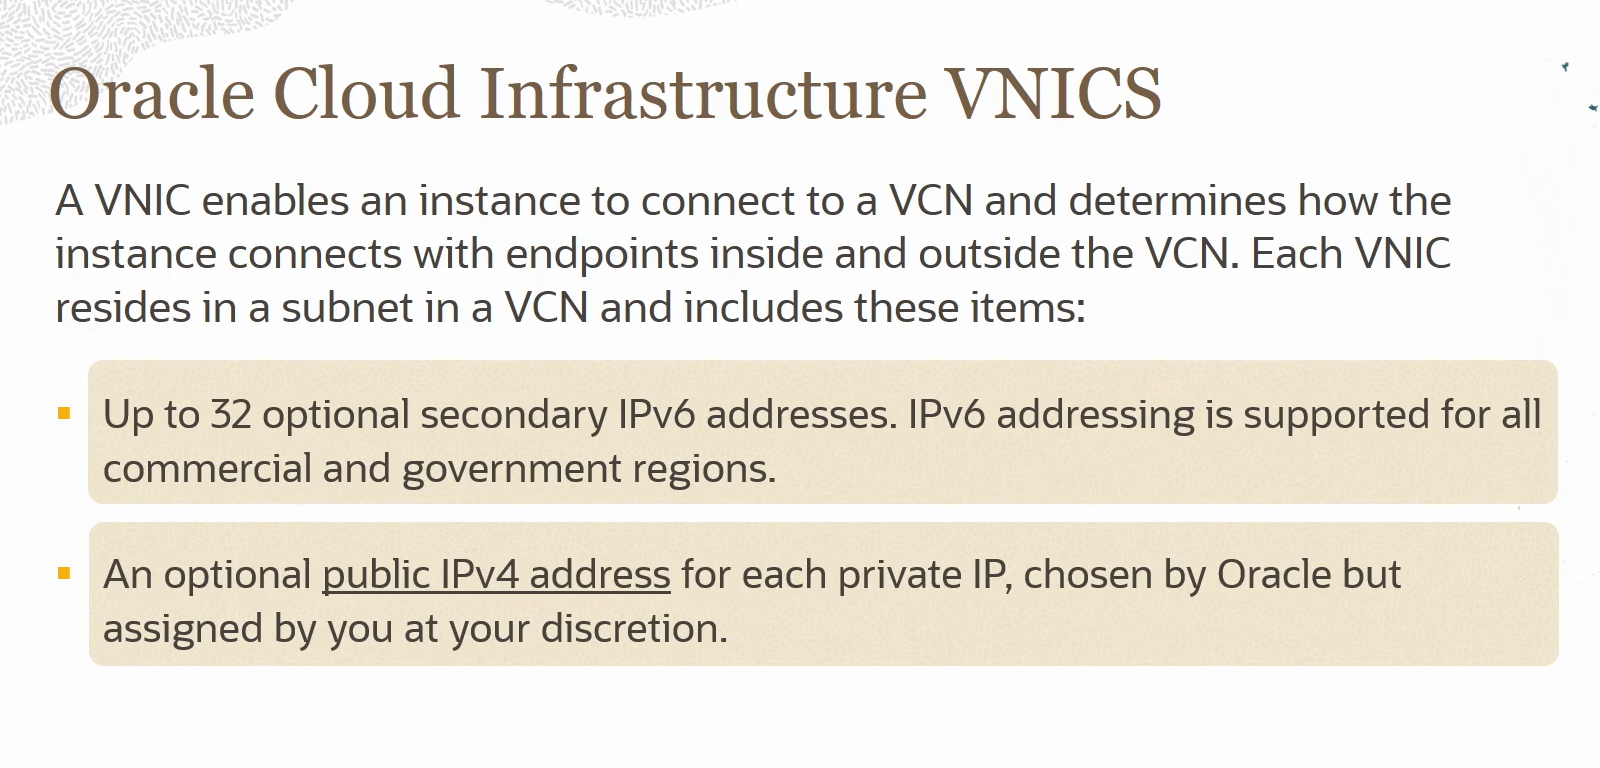 Oracle Cloud Infrastructure VNICS
A VNIC enables an instance to connect to a VCN and determines how the
instance connects with endpoints inside and outside the VCN. Each VNIC
resides in a subnet in a VCN and includes these items:
Up to 32 optional secondary IPv6 addresses. IPv6 addressing is supported for all
commercial and government regions.
An optional public IPv4 address for each private IP, chosen by Oracle but
assigned by you at your discretion.